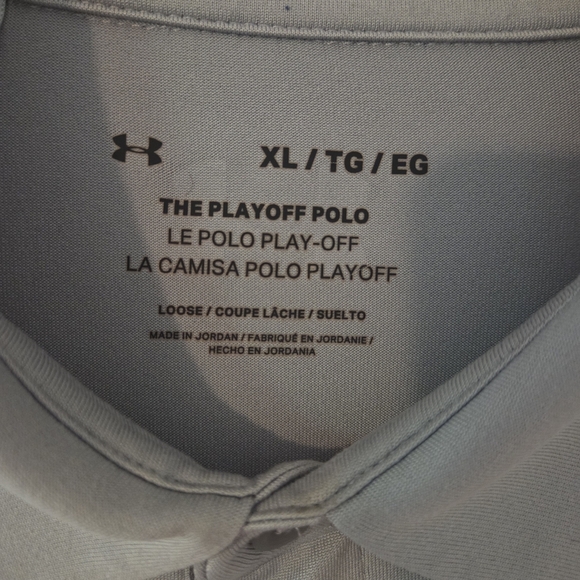 XL / TG / EG
THE PLAYOFF POLO
LE POLO PLAY-OFF
LA CAMISA POLO PLAYOFF
LOOSE / COUPE LÂCHE / SUELTO
MADE IN JORDAN / FABRIQUÉ EN JORDANIE /
HECHO EN JORDANIA